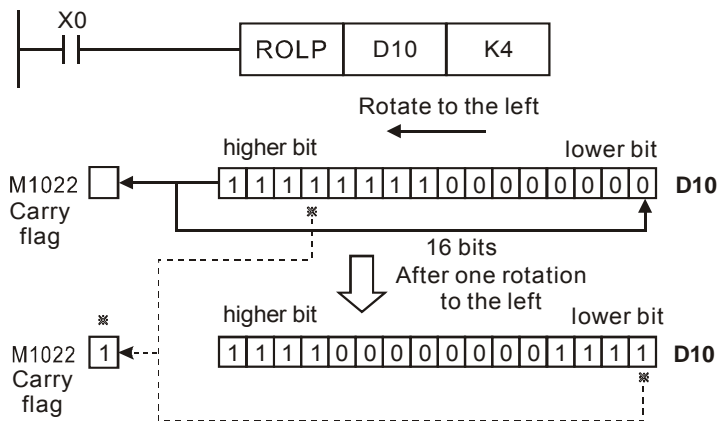 X0
ROLP D10 K4
Rotate to the left
higher bit lower bit
M1022 1 1 1 1 1 1 1 1 0 0 0 0 0 0 0 0 D10
Carry
flag
※
16 bits
After one rotation
to the left
※
higher bit lower bit
M1022 1 1 1 1 1 0 0 0 0 0 0 0 0 1 1 1 1 D10
Carry
flag
※